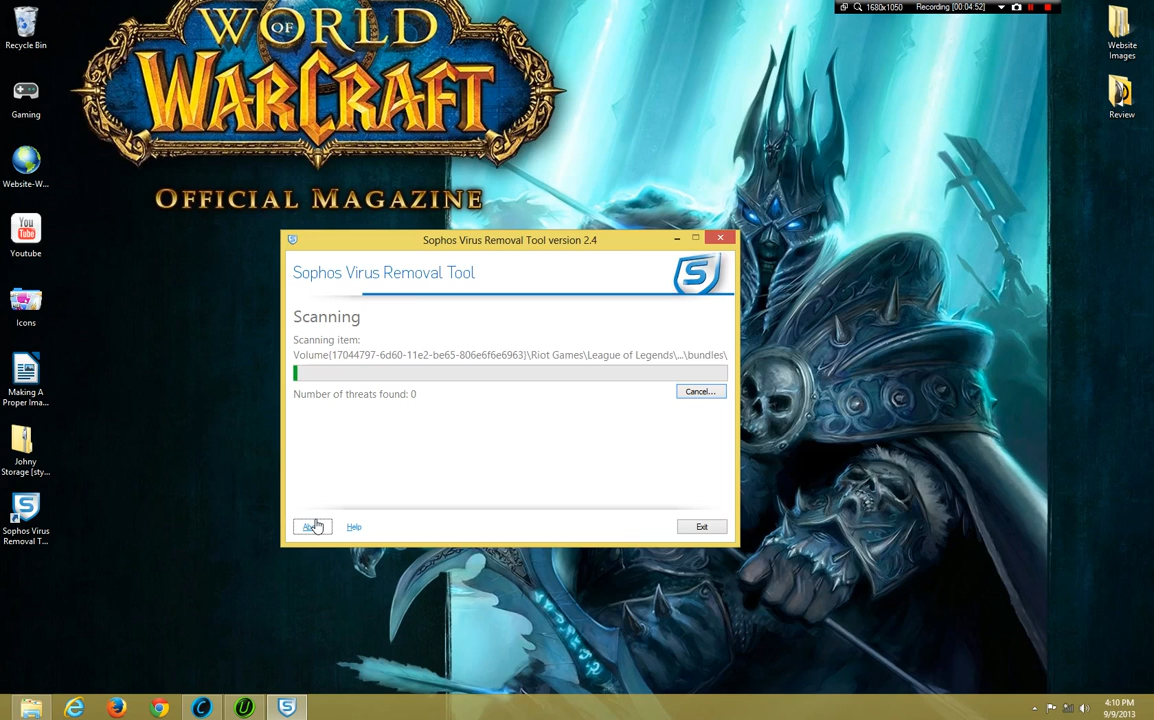 1680x1050 Recording [00:04:52]
Recycle Bin
Gaming
Website-W...
You
Tube
Youtube
Icons
Making A
Proper Ima...
Johny
Storage [sty...
Sophos Virus
Removal T...
Website
Images
Review
WORLD
OF
WARCRAFT
OFFICIAL MAGAZINE
Sophos Virus Removal Tool version 2.4
Sophos Virus Removal Tool
Scanning
Scanning item:
Volume{17044797-6d60-11e2-be65-806e6f6e6963}\Riot Games\League of Legends\...\bundles\
Number of threats found: 0
Cancel...
Help
Exit
4:10 PM
9/9/2013